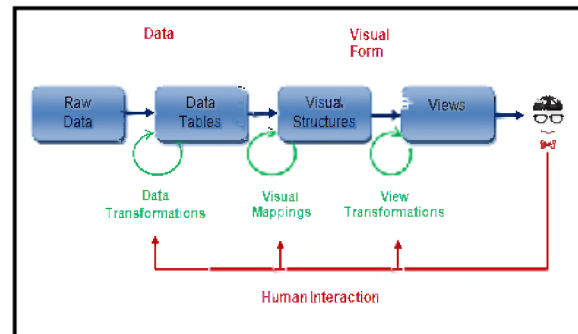 Data
Visual
Form
Raw
Data
Data
Tables
Visual
Structures
Views
Data
Transformations
Visual
Mappings
View
Transformations
Human Interaction